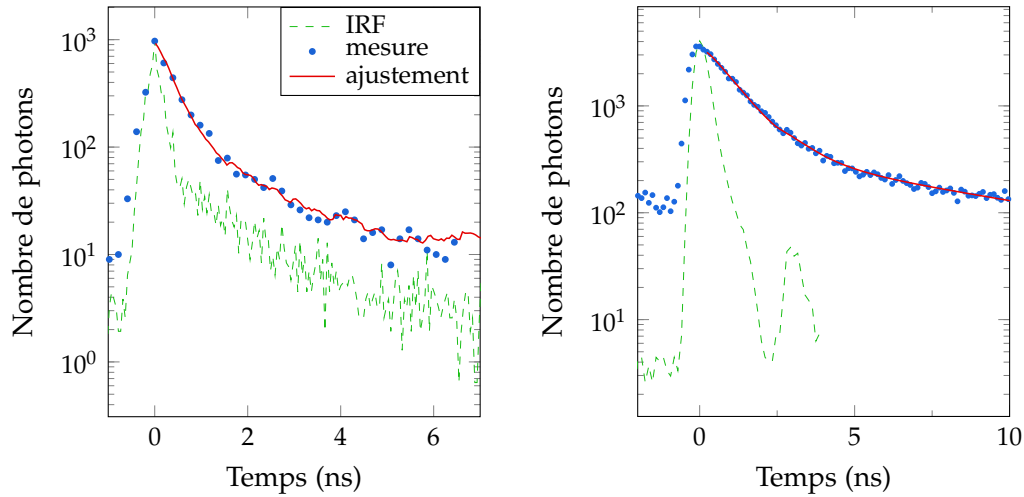 IRF
mesure
ajustement
Nombre de photons
10³
10²
10¹
10⁰
0
2
4
6
Temps (ns)
Nombre de photons
10³
10²
10¹
0
5
10
Temps (ns)